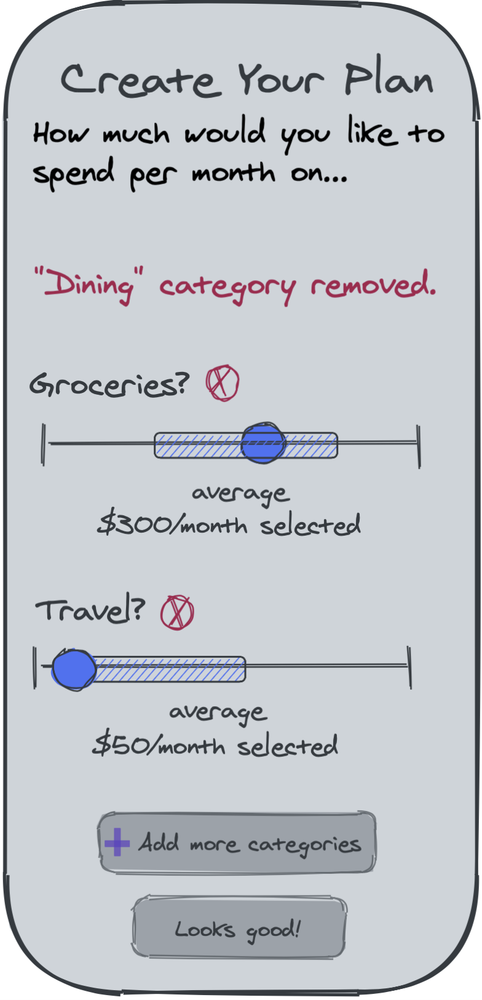 Create Your Plan
How much would you like to
spend per month on...
"Dining" category removed.
Groceries?
average
$300/month selected
Travel?
average
$50/month selected
Add more categories
Looks good!